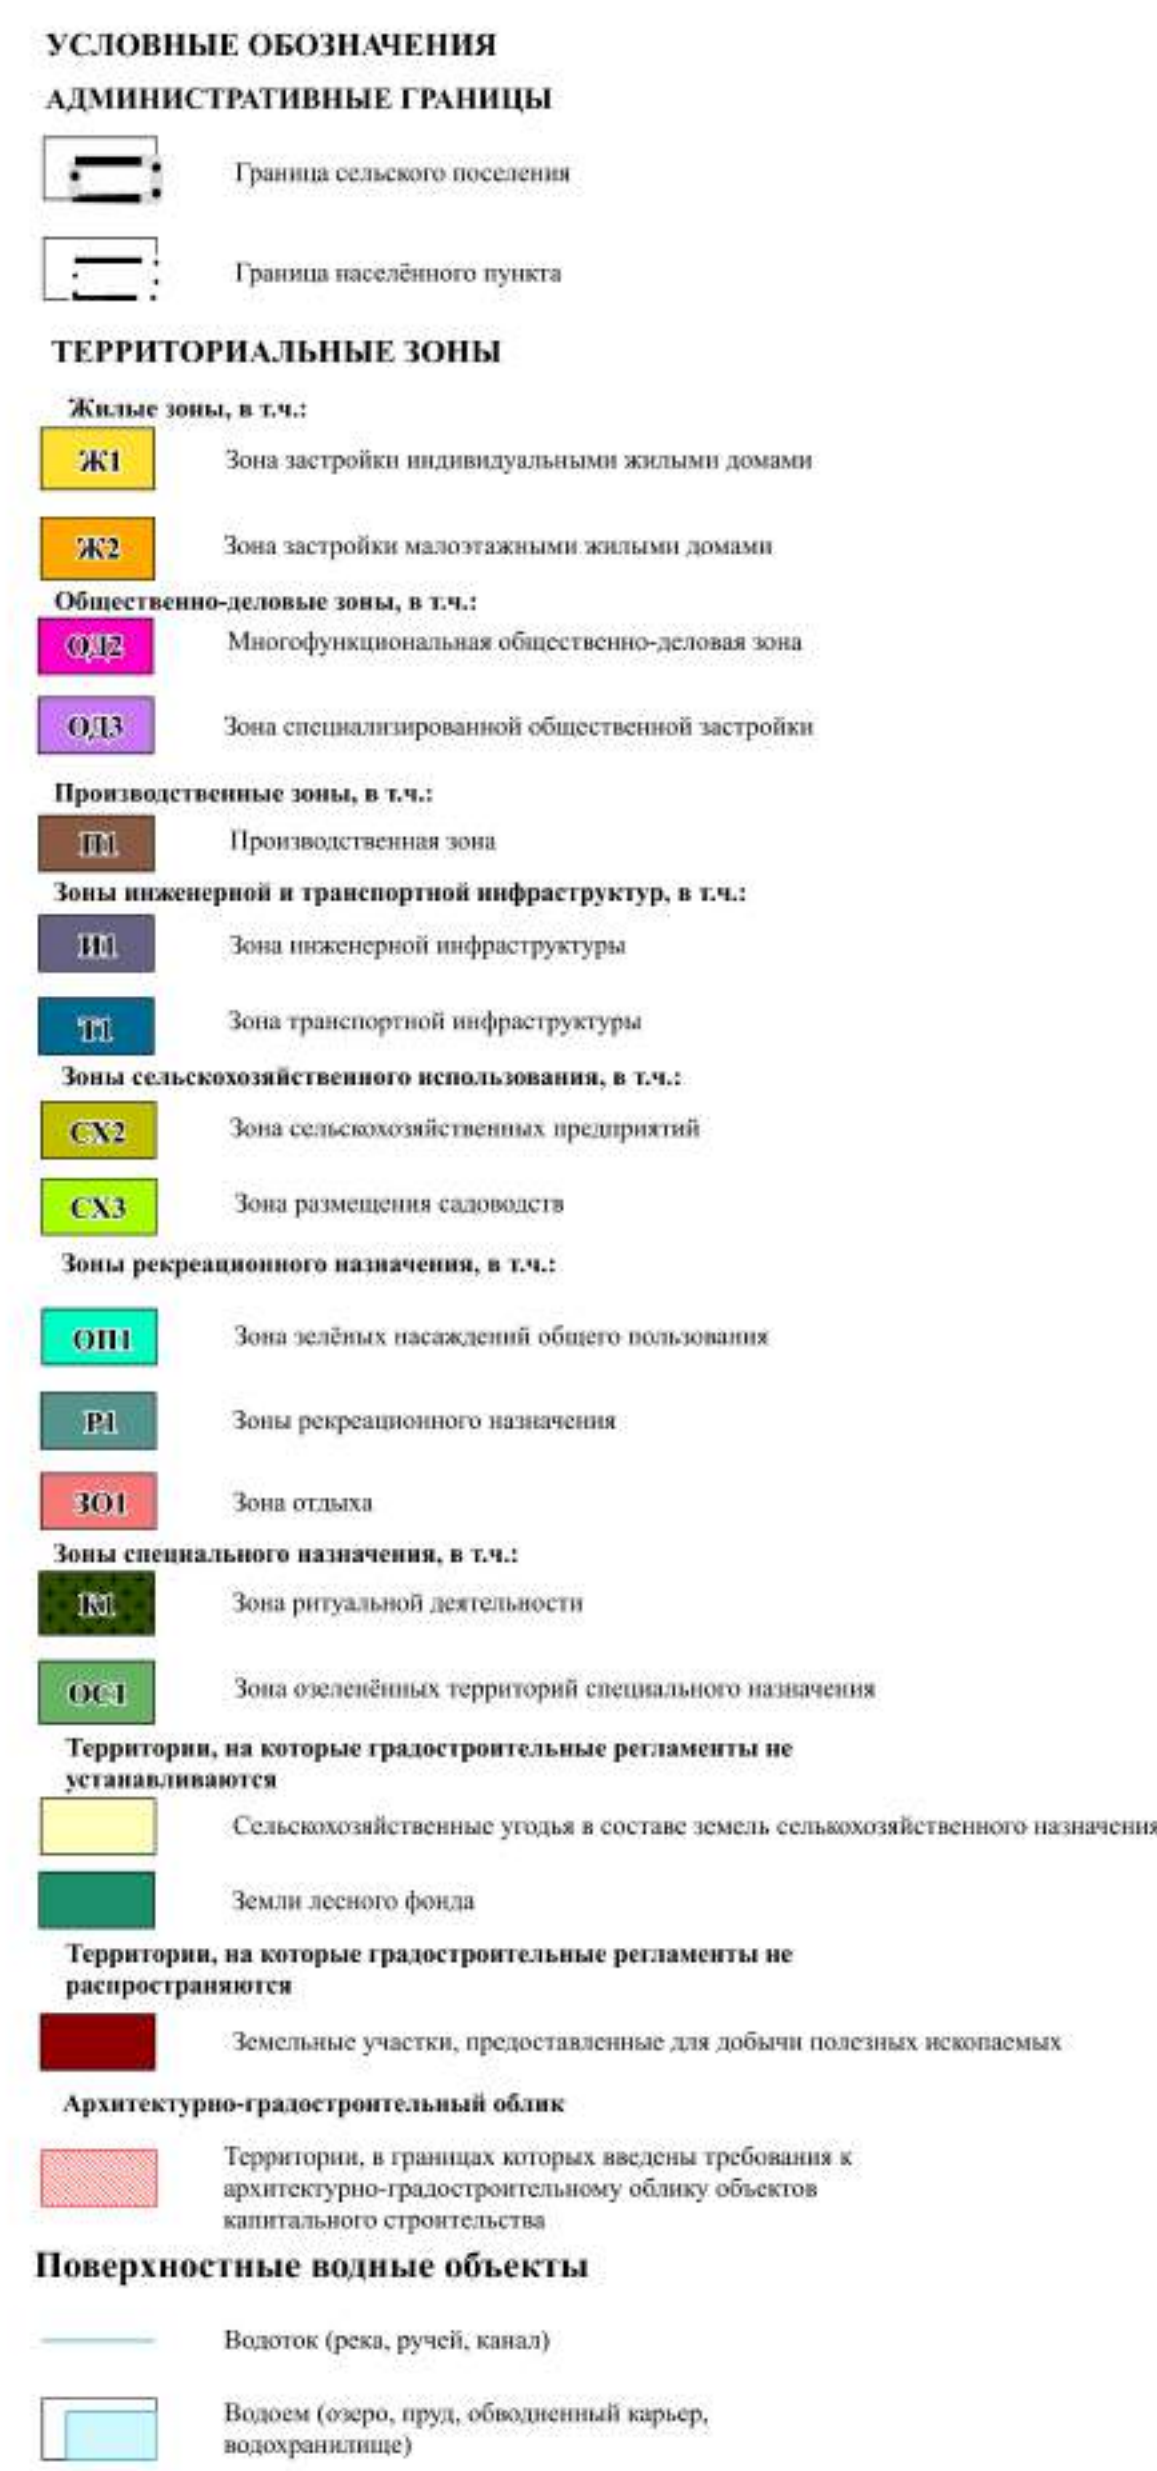 УСЛОВНЫЕ ОБОЗНАЧЕНИЯ
АДМИНИСТРАТИВНЫЕ ГРАНИЦЫ
Граница сельского поселения
Граница населённого пункта
ТЕРРИТОРИАЛЬНЫЕ ЗОНЫ
Жилые зоны, в т.ч.:
Ж1 Зона застройки индивидуальными жилыми домами
Ж2 Зона застройки малоэтажными жилыми домами
Общественно-деловые зоны, в т.ч.:
ОД2 Многофункциональная общественно-деловая зона
ОД3 Зона специализированной общественной застройки
Производственные зоны, в т.ч.:
П1 Производственная зона
Зоны инженерной и транспортной инфраструктур, в т.ч.:
И1 Зона инженерной инфраструктуры
Т1 Зона транспортной инфраструктуры
Зоны сельскохозяйственного использования, в т.ч.:
СХ2 Зона сельскохозяйственных предприятий
СХ3 Зона размещения садоводств
Зоны рекреационного назначения, в т.ч.:
ОП1 Зона зелёных насаждений общего пользования
Р1 Зоны рекреационного назначения
ЗО1 Зона отдыха
Зоны специального назначения, в т.ч.:
К1 Зона ритуальной деятельности
ОС1 Зона озеленённых территорий специального назначения
Территории, на которые градостроительные регламенты не
устанавливаются
Сельскохозяйственные угодья в составе земель селькохозяйственного назначения
Земли лесного фонда
Территории, на которые градостроительные регламенты не
распространяются
Земельные участки, предоставленные для добычи полезных ископаемых
Архитектурно-градостроительный облик
Территории, в границах которых введены требования к
архитектурно-градостроительному облику объектов
капитального строительства
Поверхностные водные объекты
Водоток (река, ручей, канал)
Водоем (озеро, пруд, обводненный карьер,
водохранилище)